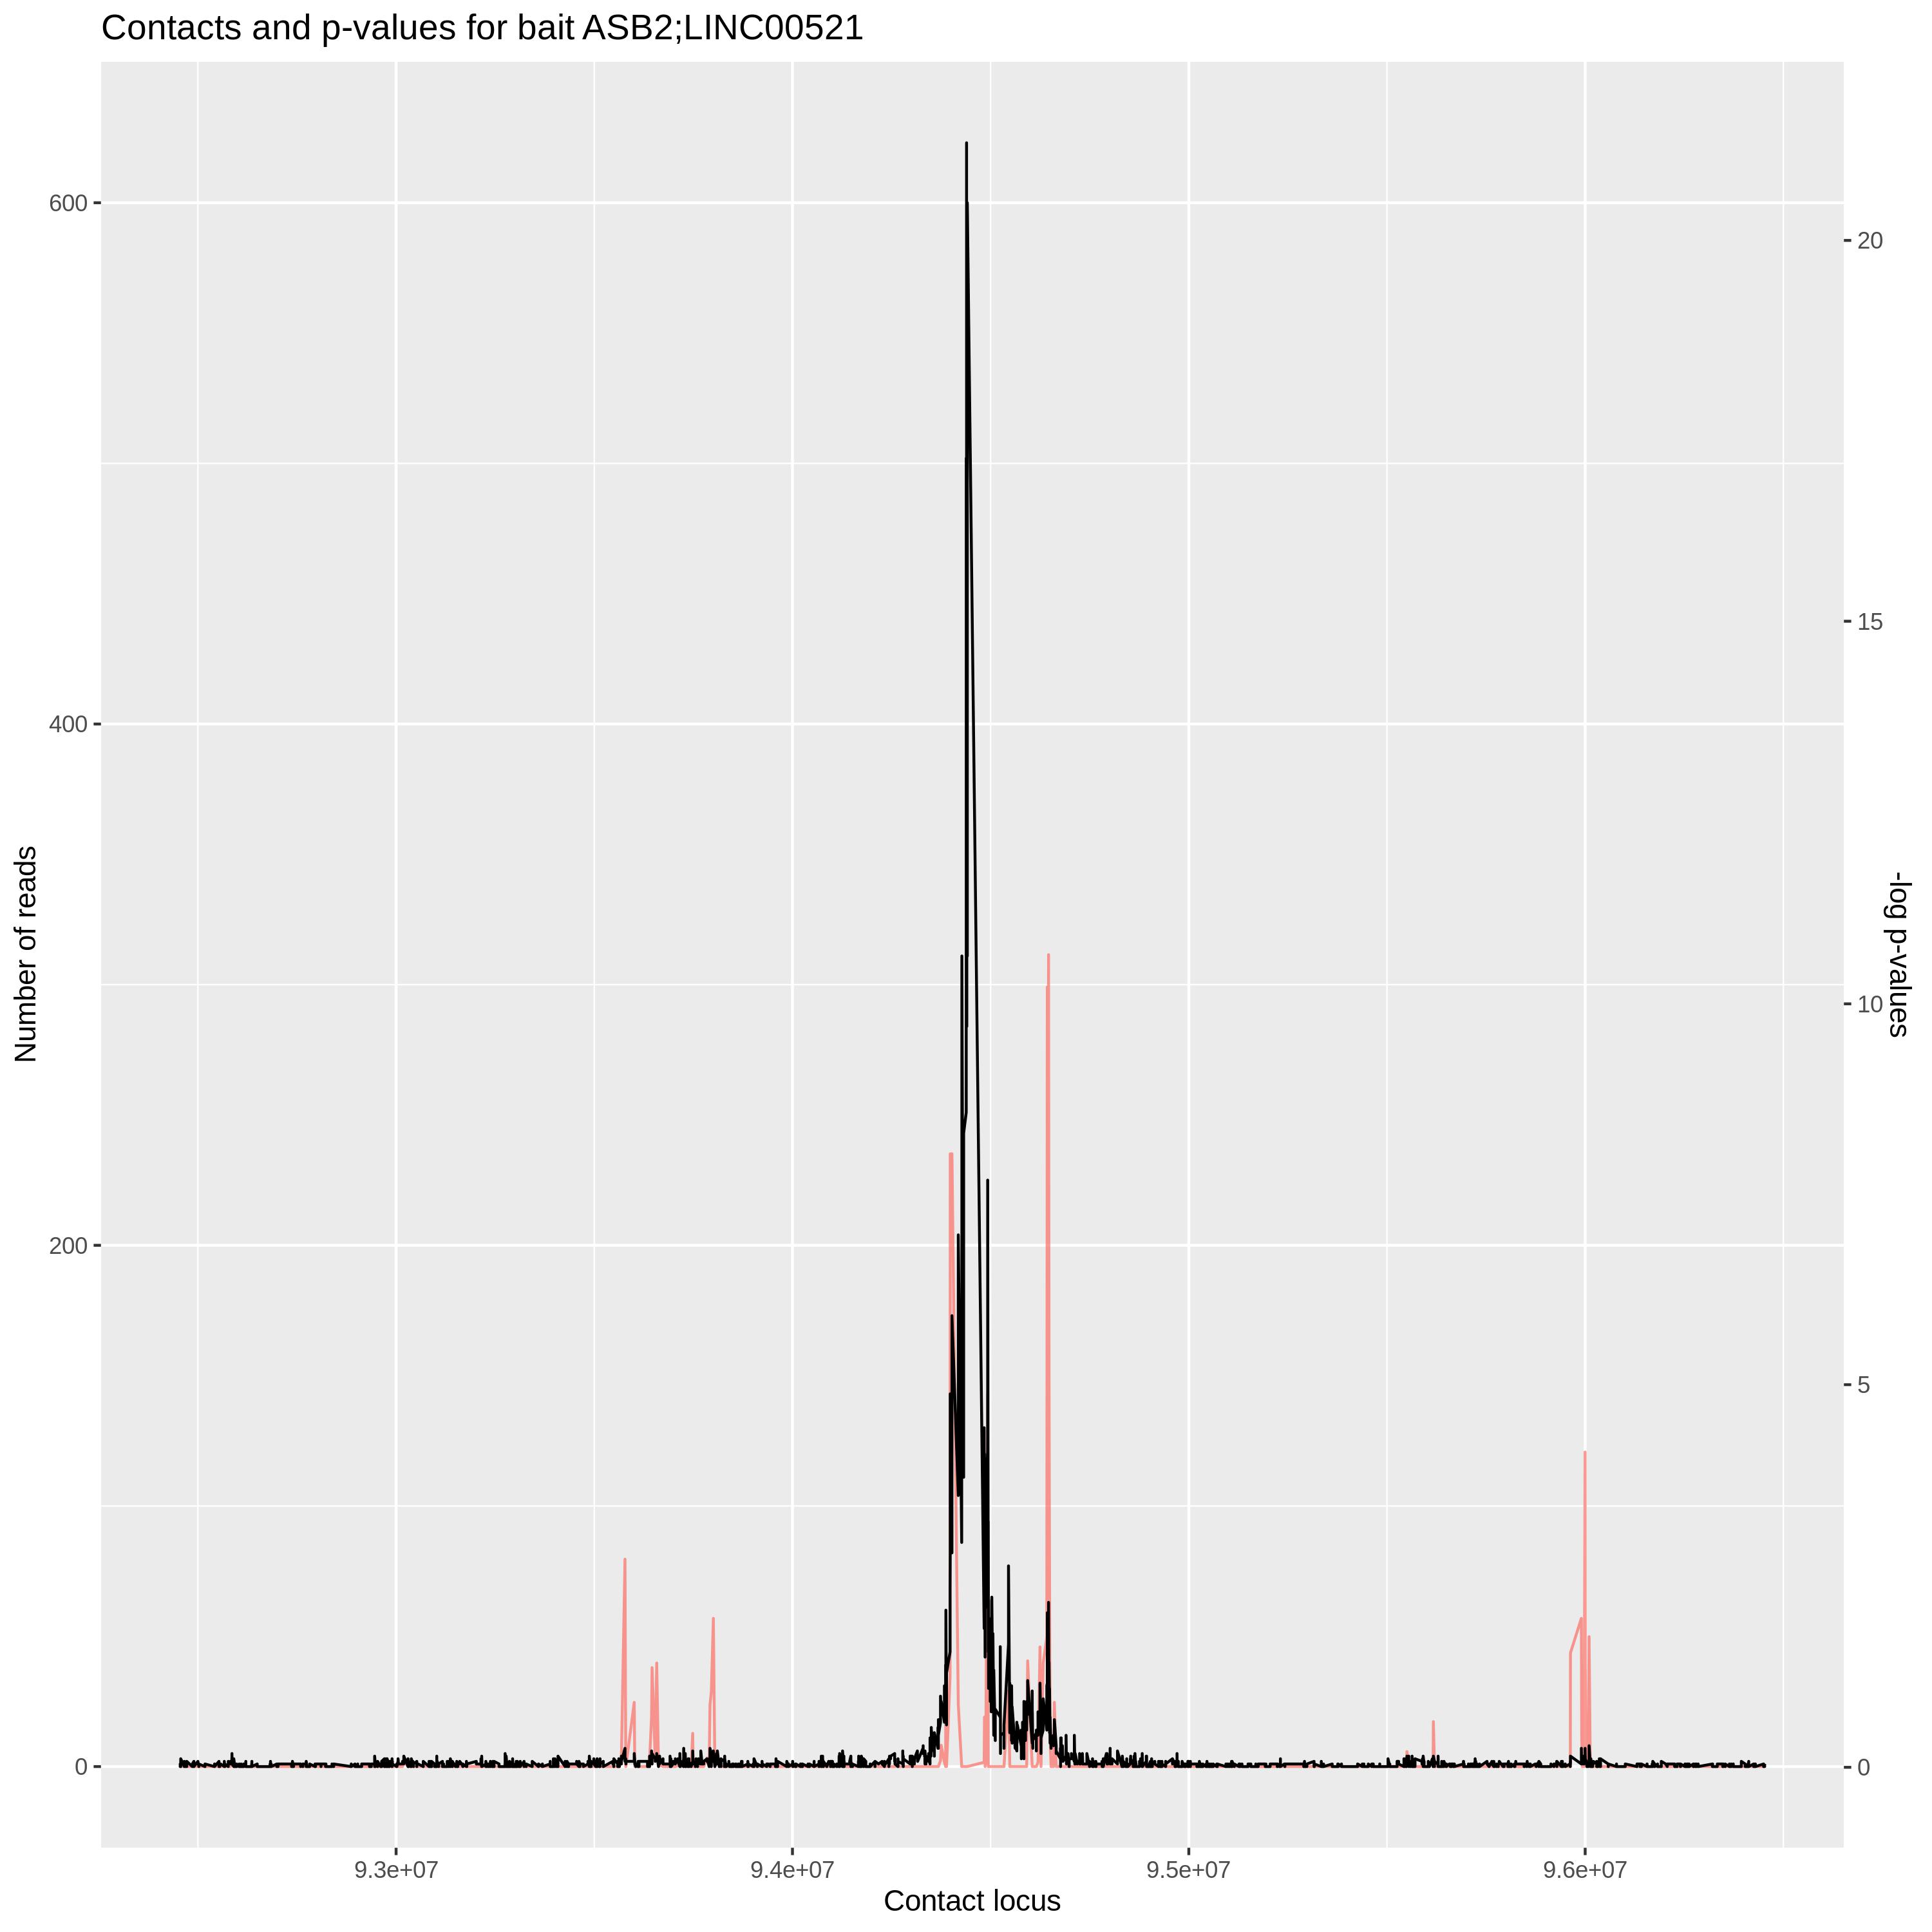 Contacts and p-values for bait ASB2;LINC00521
600
400
200
0
Number of reads
20
15
10
5
0
-log p-values
9.3e+07
9.4e+07
9.5e+07
9.6e+07
Contact locus